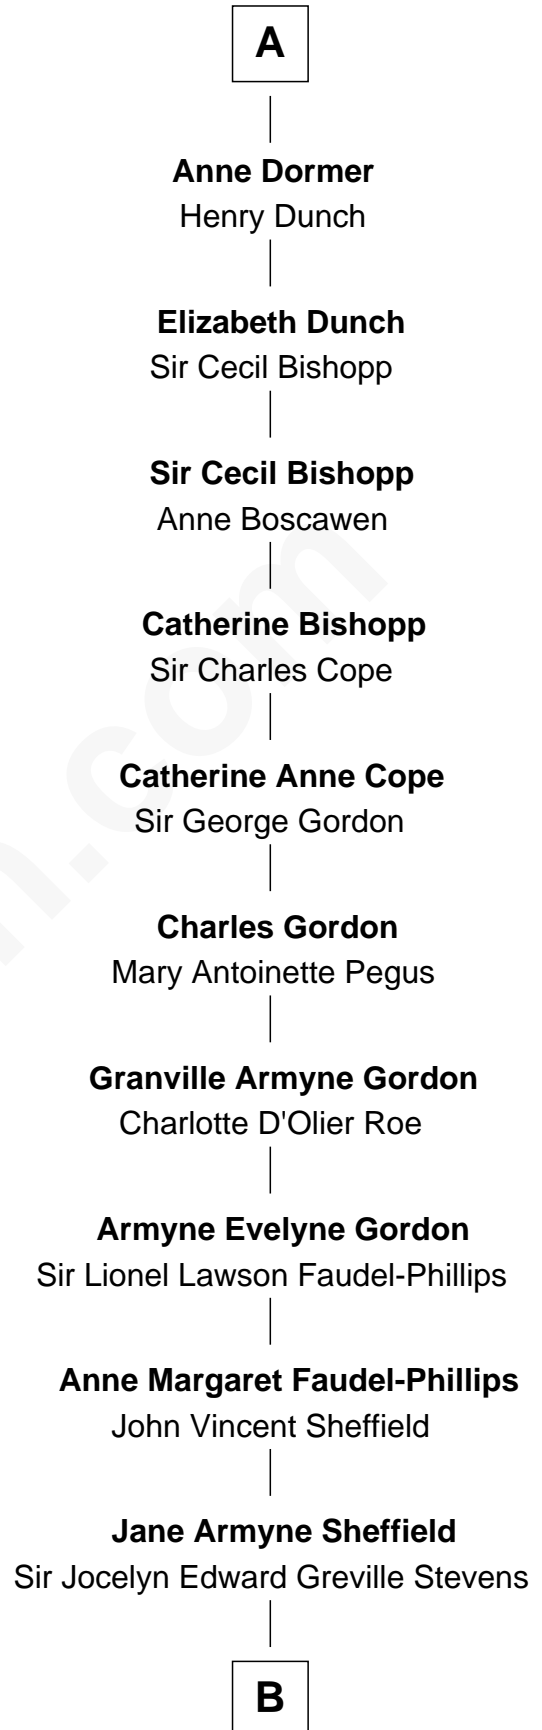 A
Anne Dormer
Henry Dunch
Elizabeth Dunch
Sir Cecil Bishopp
Sir Cecil Bishopp
Anne Boscawen
Catherine Bishopp
Sir Charles Cope
Catherine Anne Cope
Sir George Gordon
Charles Gordon
Mary Antoinette Pegus
Granville Armyne Gordon
Charlotte D'Olier Roe
Armyne Evelyne Gordon
Sir Lionel Lawson Faudel-Phillips
Anne Margaret Faudel-Phillips
John Vincent Sheffield
Jane Armyne Sheffield
Sir Jocelyn Edward Greville Stevens
B